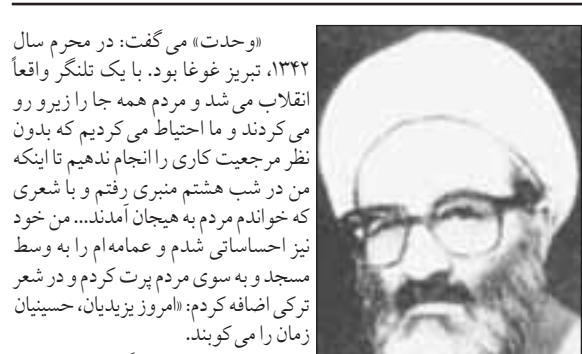 «وحدت» می‌گفت: در محرم سال
۱۳۴۲، تبریز غوغا بود. با یک تلنگر واقعاً
انقلاب می‌شد و مردم همه جا را زیرو رو
می‌کردند و ما احتیاط می‌کردیم که بدون
نظر مرجعیت کاری را انجام ندهیم تا اینکه
من در شب هشتم منبری رفتم و با شعری
که خواندم مردم به هیجان آمدند... من خود
نیز احساساتی شدم و عمامه‌ام را به وسط
مسجد و به سوی مردم پرت کردم و در شعر
ترکی اضافه کردم: «امروز یزیدیان، حسینیان
زمان را می‌کوبند.